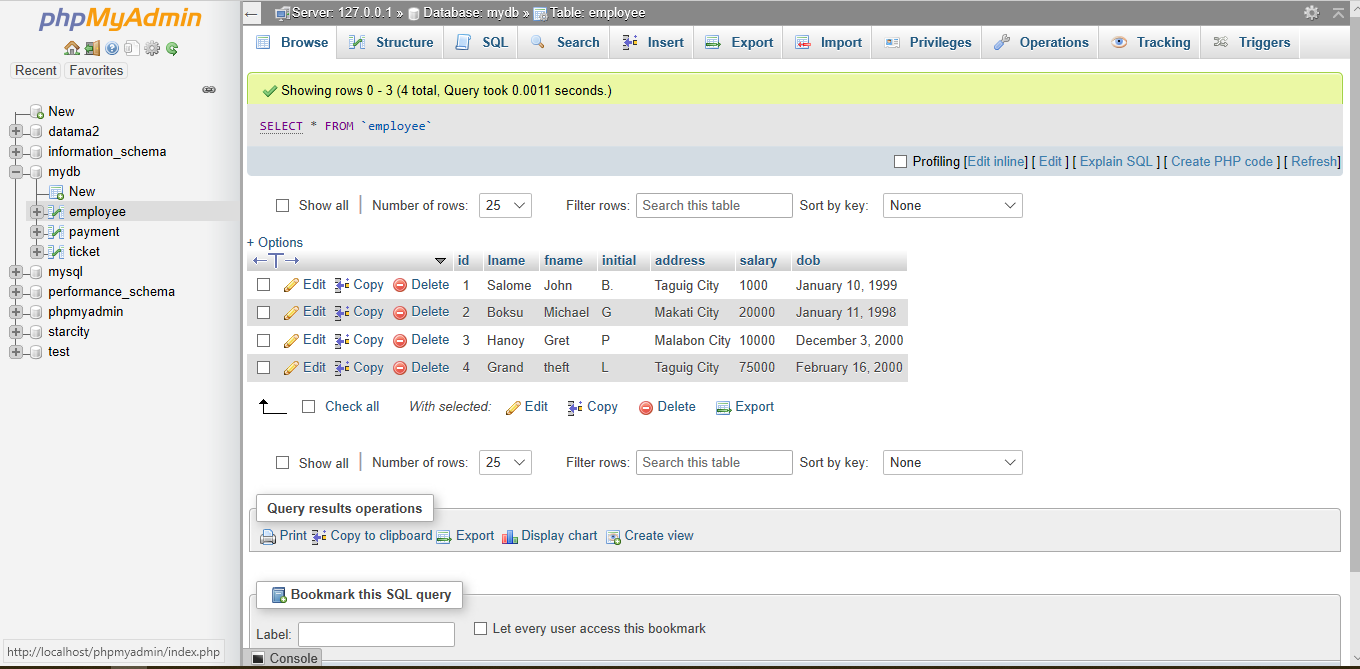 phpMyAdmin
Recent Favorites
New
datama2
information_schema
mydb
New
employee
payment
ticket
mysql
performance_schema
phpmyadmin
starcity
test
http://localhost/phpmyadmin/index.php
Server: 127.0.0.1 » Database: mydb » Table: employee
Browse Structure SQL Search Insert Export Import Privileges Operations Tracking Triggers
Showing rows 0 - 3 (4 total, Query took 0.0011 seconds.)
SELECT * FROM `employee`
Profiling [Edit inline] [ Edit ] [ Explain SQL ] [ Create PHP code ] [ Refresh]
Show all Number of rows: 25 Filter rows: Search this table Sort by key: None
+ Options
id lname fname initial address salary dob
Edit Copy Delete 1 Salome John B. Taguig City 1000 January 10, 1999
Edit Copy Delete 2 Boksu Michael G Makati City 20000 January 11, 1998
Edit Copy Delete 3 Hanoy Gret P Malabon City 10000 December 3, 2000
Edit Copy Delete 4 Grand theft L Taguig City 75000 February 16, 2000
Check all With selected: Edit Copy Delete Export
Show all Number of rows: 25 Filter rows: Search this table Sort by key: None
Query results operations
Print Copy to clipboard Export Display chart Create view
Bookmark this SQL query
Label: Let every user access this bookmark
Console